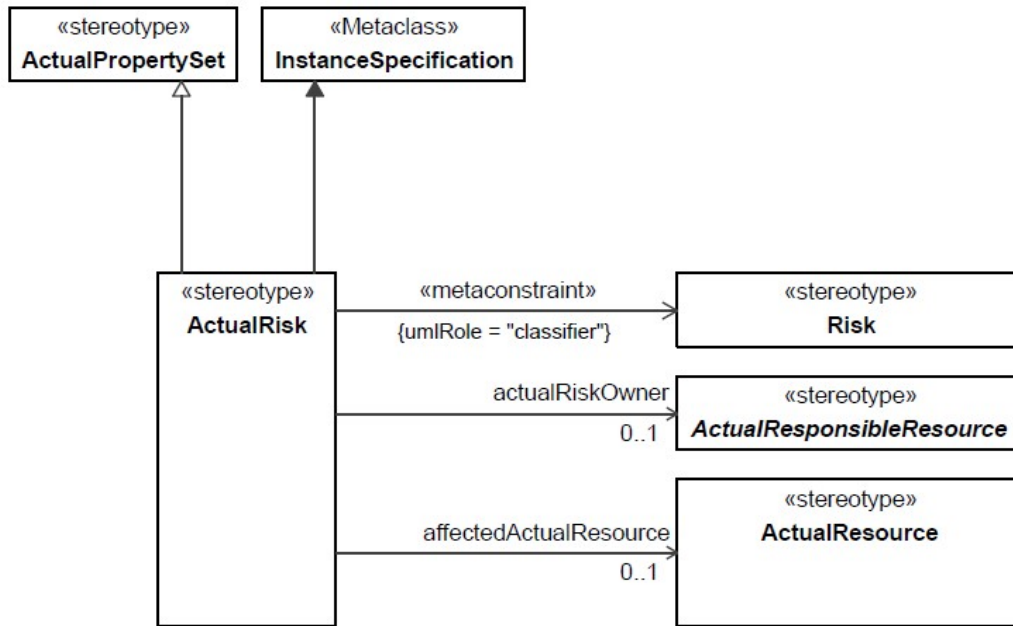 «stereotype»
ActualPropertySet
«Metaclass»
InstanceSpecification
«stereotype»
ActualRisk
«metaconstraint»
{umlRole = "classifier"}
«stereotype»
Risk
actualRiskOwner
0..1
«stereotype»
ActualResponsibleResource
affectedActualResource
0..1
«stereotype»
ActualResource